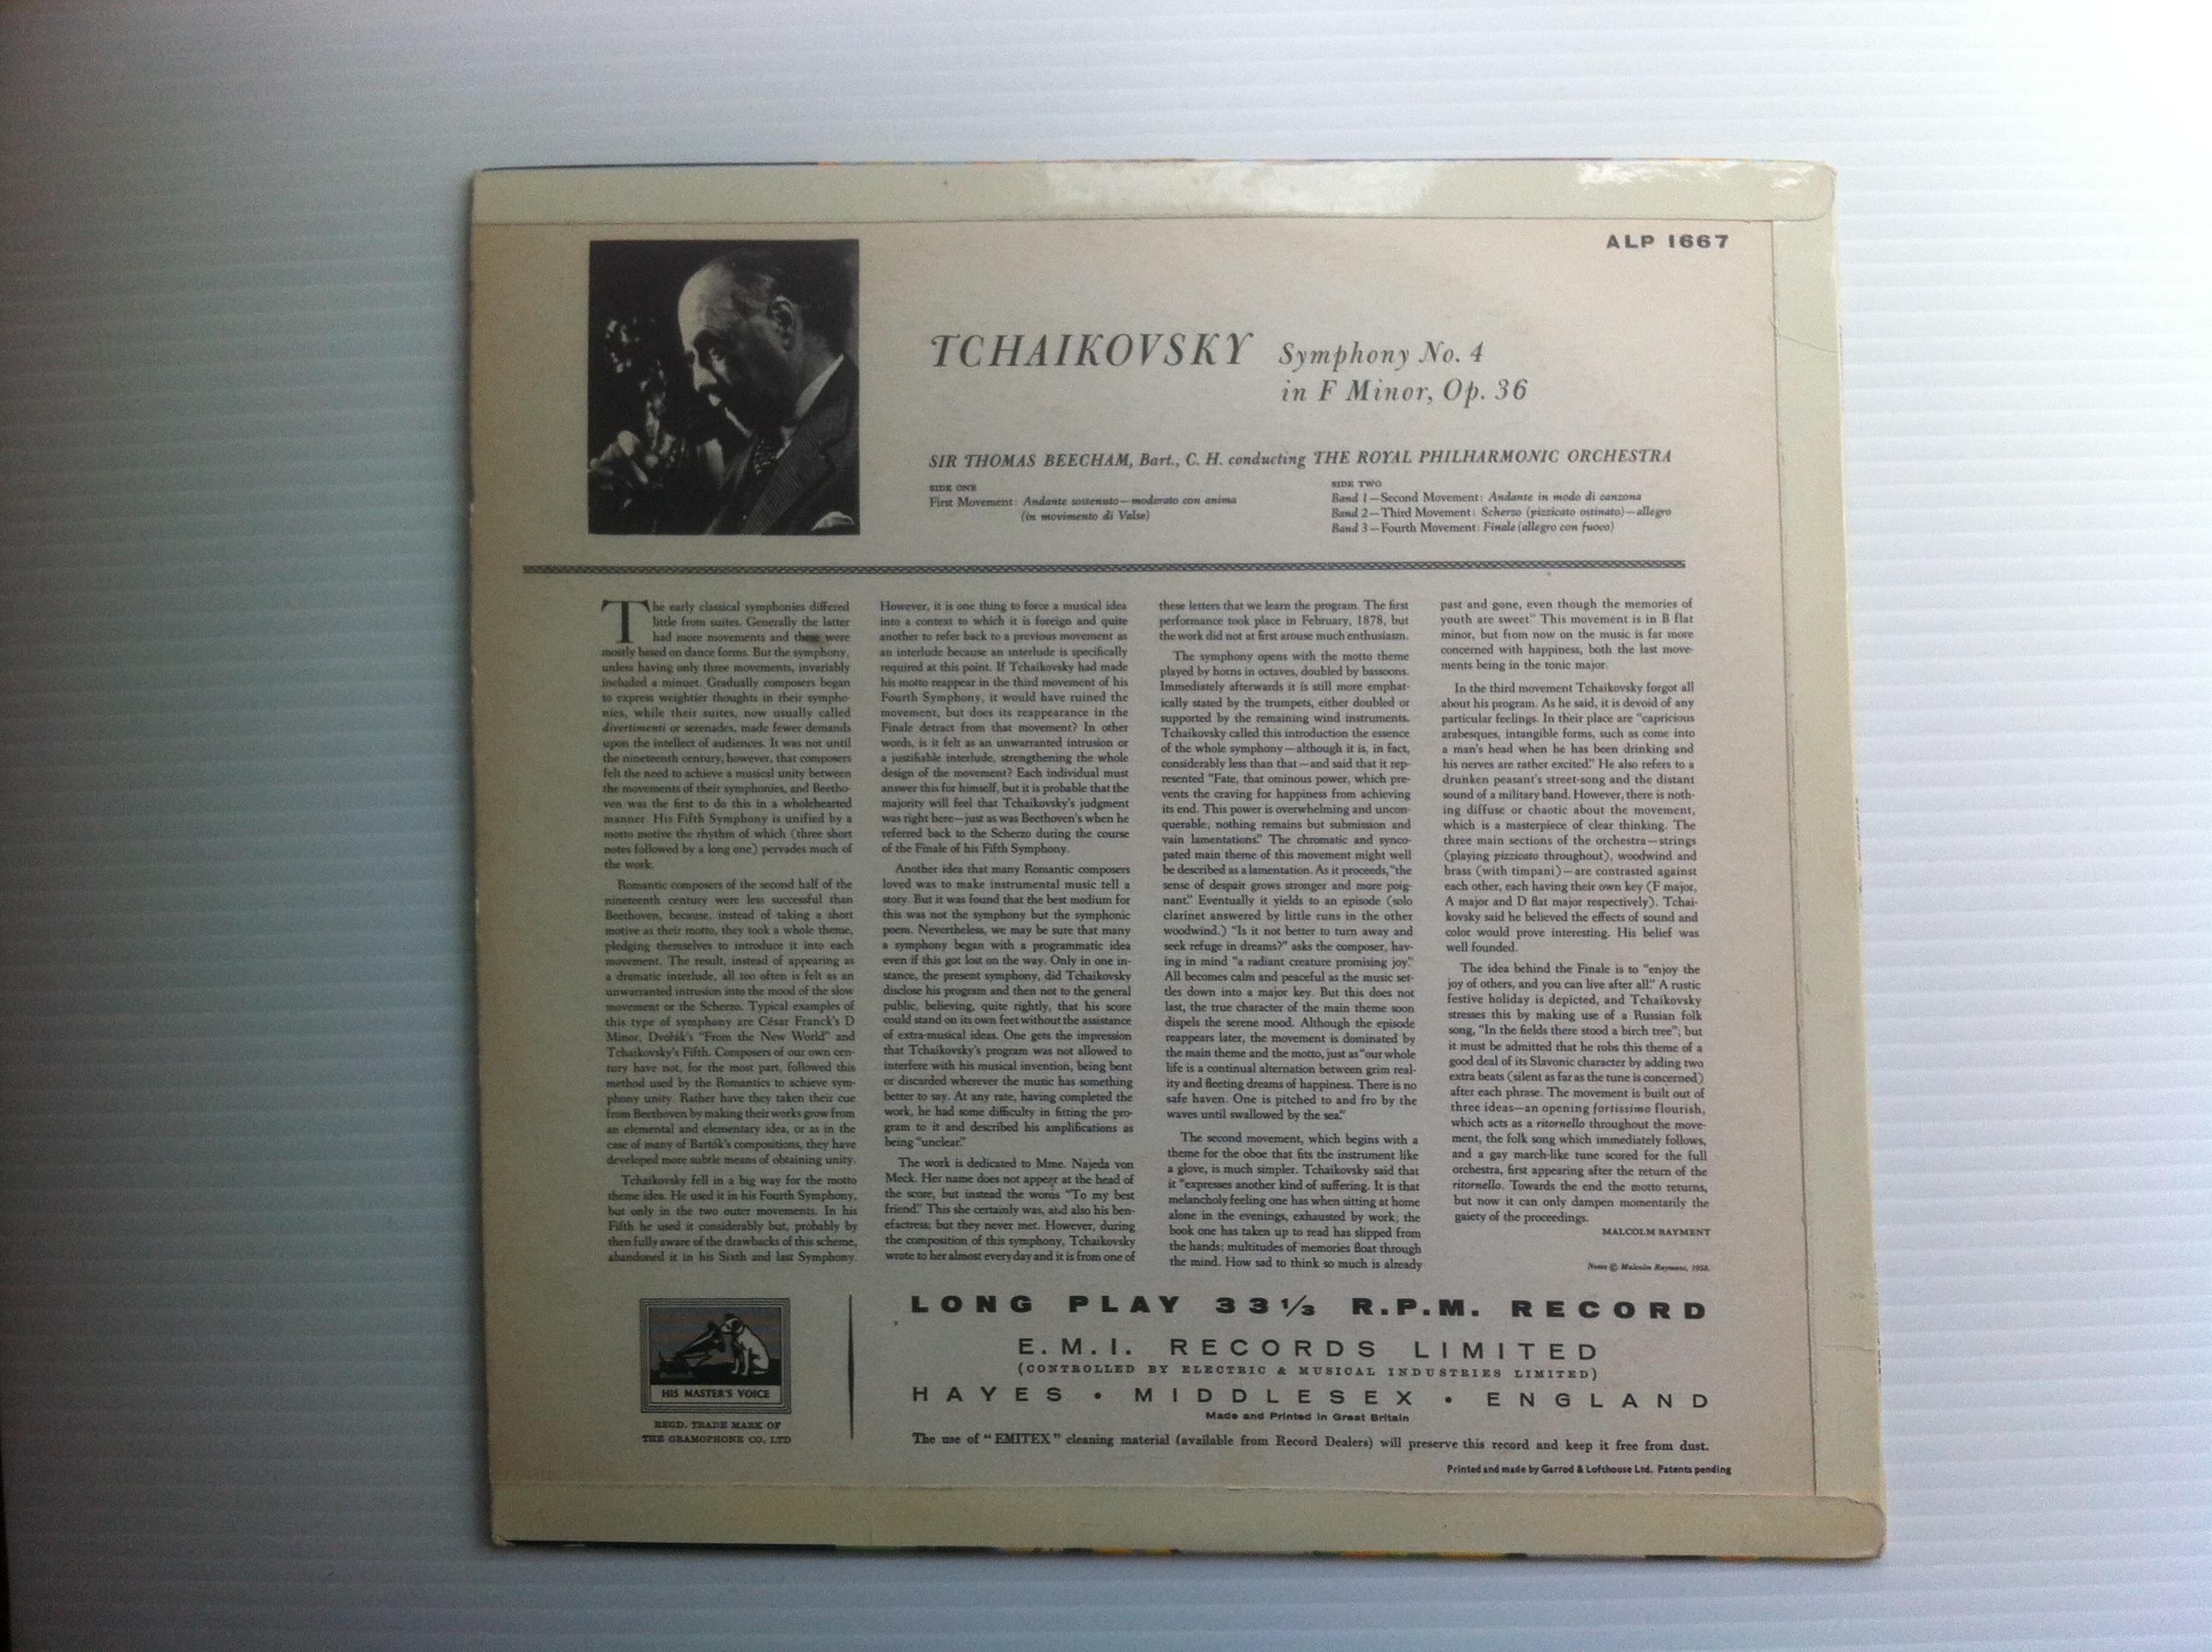 ALP 1667
TCHAIKOVSKY Symphony No. 4
in F Minor, Op. 36
SIR THOMAS BEECHAM, Bart., C. H. conducting THE ROYAL PHILHARMONIC ORCHESTRA
SIDE ONE
First Movement: Andante sostenuto—moderato con anima
(in movimento di Valse)
SIDE TWO
Band 1—Second Movement: Andante in modo di canzona
Band 2—Third Movement: Scherzo (pizzicato ostinato)—allegro
Band 3—Fourth Movement: Finale (allegro con fuoco)
The early classical symphonies differed
little from suites. Generally the latter
had more movements and these were
mostly based on dance forms. But the symphony,
unless having only three movements, invariably
included a minuet. Gradually composers began
to express weightier thoughts in their sympho-
nies, while their suites, now usually called
divertimenti or serenades, made fewer demands
upon the intellect of audiences. It was not until
the nineteenth century, however, that composers
felt the need to achieve a musical unity between
the movements of their symphonies, and Beetho-
ven was the first to do this in a wholehearted
manner. His Fifth Symphony is unified by a
motto motive the rhythm of which (three short
notes followed by a long one) pervades much of
the work.
Romantic composers of the second half of the
nineteenth century were less successful than
Beethoven, because, instead of taking a short
motive as their motto, they took a whole theme,
pledging themselves to introduce it into each
movement. The result, instead of appearing as
a dramatic interlude, all too often is felt as an
unwarranted intrusion into the mood of the slow
movement or the Scherzo. Typical examples of
this type of symphony are César Franck's D
Minor, Dvořák's "From the New World" and
Tchaikovsky's Fifth. Composers of our own cen-
tury have not, for the most part, followed this
method used by the Romantics to achieve sym-
phony unity. Rather have they taken their cue
from Beethoven by making their works grow from
an elemental and elementary idea, or as in the
case of many of Bartók's compositions, they have
developed more subtle means of obtaining unity.
Tchaikovsky fell in a big way for the motto
theme idea. He used it in his Fourth Symphony,
but only in the two outer movements. In his
Fifth he used it considerably but, probably by
then fully aware of the drawbacks of this scheme,
abandoned it in his Sixth and last Symphony.
However, it is one thing to force a musical idea
into a context to which it is foreign and quite
another to refer back to a previous movement as
an interlude because an interlude is specifically
required at this point. If Tchaikovsky had made
his motto reappear in the third movement of his
Fourth Symphony, it would have ruined the
movement, but does its reappearance in the
Finale detract from that movement? In other
words, is it felt as an unwarranted intrusion or
a justifiable interlude, strengthening the whole
design of the movement? Each individual must
answer this for himself, but it is probable that the
majority will feel that Tchaikovsky's judgment
was right here—just as was Beethoven's when he
referred back to the Scherzo during the course
of the Finale of his Fifth Symphony.
Another idea that many Romantic composers
loved was to make instrumental music tell a
story. But it was found that the best medium for
this was not the symphony but the symphonic
poem. Nevertheless, we may be sure that many
a symphony began with a programmatic idea
even if this got lost on the way. Only in one in-
stance, the present symphony, did Tchaikovsky
disclose his program and then not to the general
public, believing, quite rightly, that his score
could stand on its own feet without the assistance
of extra-musical ideas. One gets the impression
that Tchaikovsky's program was not allowed to
interfere with his musical invention, being bent
or discarded wherever the music has something
better to say. At any rate, having completed the
work, he had some difficulty in fitting the pro-
gram to it and described his amplifications as
being "unclear."
The work is dedicated to Mme. Najeda von
Meck. Her name does not appear at the head of
the score, but instead the words "To my best
friend." This she certainly was, and also his ben-
efactress; but they never met. However, during
the composition of this symphony, Tchaikovsky
wrote to her almost every day and it is from one of
these letters that we learn the program. The first
performance took place in February, 1878, but
the work did not at first arouse much enthusiasm.
The symphony opens with the motto theme
played by horns in octaves, doubled by bassoons.
Immediately afterwards it is still more emphat-
ically stated by the trumpets, either doubled or
supported by the remaining wind instruments.
Tchaikovsky called this introduction the essence
of the whole symphony—although it is, in fact,
considerably less than that—and said that it rep-
resented "Fate, that ominous power, which pre-
vents the craving for happiness from achieving
its end. This power is overwhelming and uncon-
querable; nothing remains but submission and
vain lamentations." The chromatic and synco-
pated main theme of this movement might well
be described as a lamentation. As it proceeds, "the
sense of despair grows stronger and more poig-
nant." Eventually it yields to an episode (solo
clarinet answered by little runs in the other
woodwind.) "Is it not better to turn away and
seek refuge in dreams?" asks the composer, hav-
ing in mind "a radiant creature promising joy."
All becomes calm and peaceful as the music set-
tles down into a major key. But this does not
last, the true character of the main theme soon
dispels the serene mood. Although the episode
reappears later, the movement is dominated by
the main theme and the motto, just as "our whole
life is a continual alternation between grim real-
ity and fleeting dreams of happiness. There is no
safe haven. One is pitched to and fro by the
waves until swallowed by the sea."
The second movement, which begins with a
theme for the oboe that fits the instrument like
a glove, is much simpler. Tchaikovsky said that
it "expresses another kind of suffering. It is that
melancholy feeling one has when sitting at home
alone in the evenings, exhausted by work; the
book one has taken up to read has slipped from
the hands; multitudes of memories float through
the mind. How sad to think so much is already
past and gone, even though the memories of
youth are sweet." This movement is in B flat
minor, but from now on the music is far more
concerned with happiness, both the last move-
ments being in the tonic major.
In the third movement Tchaikovsky forgot all
about his program. As he said, it is devoid of any
particular feelings. In their place are "capricious
arabesques, intangible forms, such as come into
a man's head when he has been drinking and
his nerves are rather excited." He also refers to a
drunken peasant's street-song and the distant
sound of a military band. However, there is noth-
ing diffuse or chaotic about the movement,
which is a masterpiece of clear thinking. The
three main sections of the orchestra—strings
(playing pizzicato throughout), woodwind and
brass (with timpani)—are contrasted against
each other, each having their own key (F major,
A major and D flat major respectively). Tchai-
kovsky said he believed the effects of sound and
color would prove interesting. His belief was
well founded.
The idea behind the Finale is to "enjoy the
joy of others, and you can live after all." A rustic
festive holiday is depicted, and Tchaikovsky
stresses this by making use of a Russian folk
song, "In the fields there stood a birch tree"; but
it must be admitted that he robs this theme of a
good deal of its Slavonic character by adding two
extra beats (silent as far as the tune is concerned)
after each phrase. The movement is built out of
three ideas—an opening fortissimo flourish,
which acts as a ritornello throughout the move-
ment, the folk song which immediately follows,
and a gay march-like tune scored for the full
orchestra, first appearing after the return of the
ritornello. Towards the end the motto returns,
but now it can only dampen momentarily the
gaiety of the proceedings.
MALCOLM RAYMENT
Notes © Malcolm Rayment, 1958.
HIS MASTER'S VOICE
REGD. TRADE MARK OF
THE GRAMOPHONE CO. LTD
LONG PLAY 33⅓ R.P.M. RECORD
E.M.I. RECORDS LIMITED
(CONTROLLED BY ELECTRIC & MUSICAL INDUSTRIES LIMITED)
HAYES • MIDDLESEX • ENGLAND
Made and Printed in Great Britain
The use of "EMITEX" cleaning material (available from Record Dealers) will preserve this record and keep it free from dust.
Printed and made by Garrod & Lofthouse Ltd. Patents pending